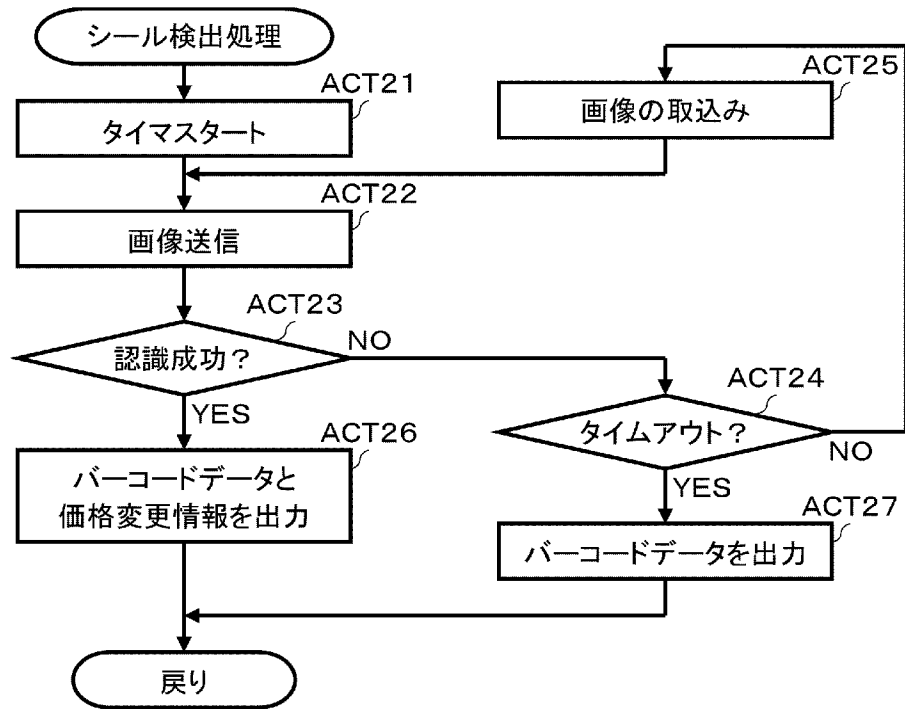 シール検出処理
ACT21
タイマスタート
ACT25
画像の取込み
ACT22
画像送信
ACT23
認識成功？
NO
YES
ACT24
タイムアウト？
NO
YES
ACT26
バーコードデータと
価格変更情報を出力
ACT27
バーコードデータを出力
戻り